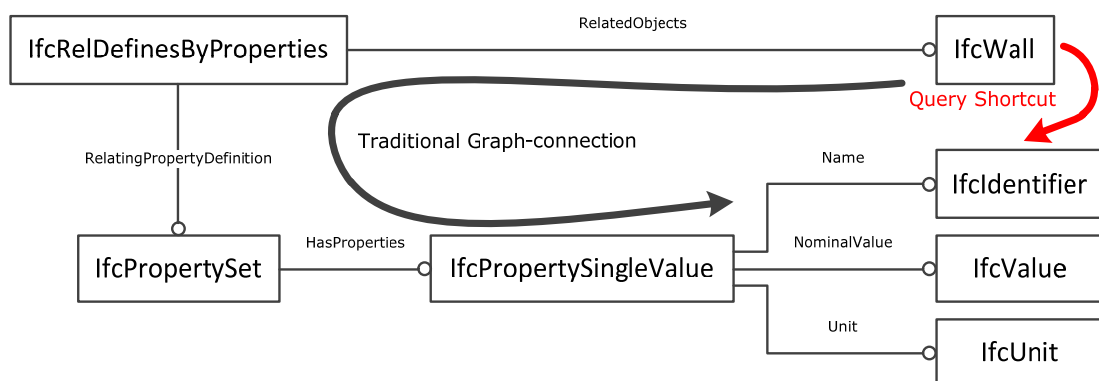 RelatedObjects
IfcRelDefinesByProperties
IfcWall
Query Shortcut
Traditional Graph-connection
RelatingPropertyDefinition
Name
IfcIdentifier
HasProperties
NominalValue
IfcPropertySet
IfcPropertySingleValue
IfcValue
Unit
IfcUnit